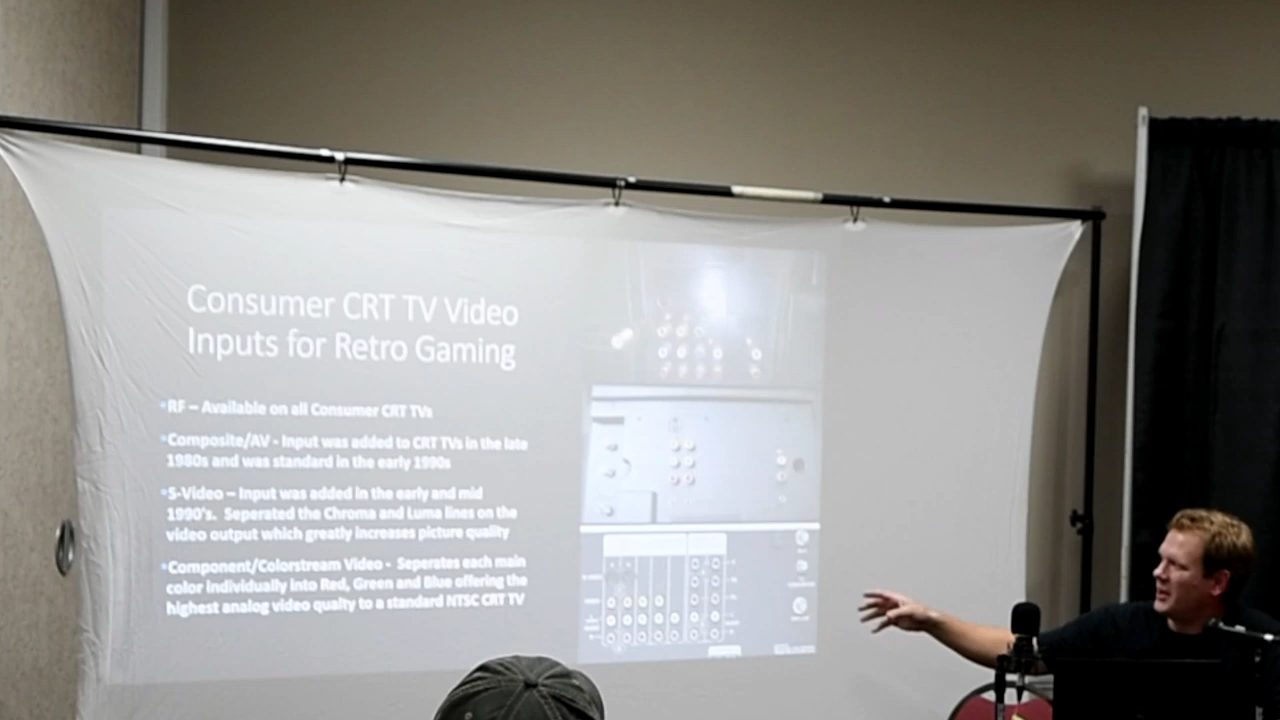 Consumer CRT TV Video
Inputs for Retro Gaming
•RF – Available on all Consumer CRT TVs
•Composite/AV - Input was added to CRT TVs in the late
1980s and was standard in the early 1990s
•S-Video – Input was added in the early and mid
1990's. Seperated the Chroma and Luma lines on the
video output which greatly increases picture quality
•Component/Colorstream Video - Seperates each main
color individually into Red, Green and Blue offering the
highest analog video qualty to a standard NTSC CRT TV